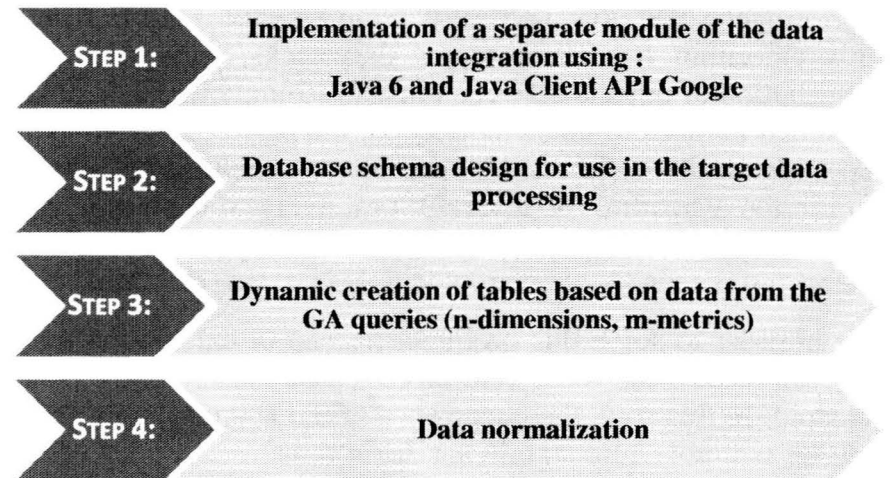 STEP 1:
Implementation of a separate module of the data
integration using :
Java 6 and Java Client API Google
STEP 2:
Database schema design for use in the target data
processing
STEP 3:
Dynamic creation of tables based on data from the
GA queries (n-dimensions, m-metrics)
STEP 4:
Data normalization